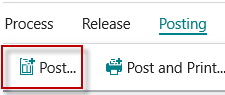 Process Release Posting
Post... Post and Print...